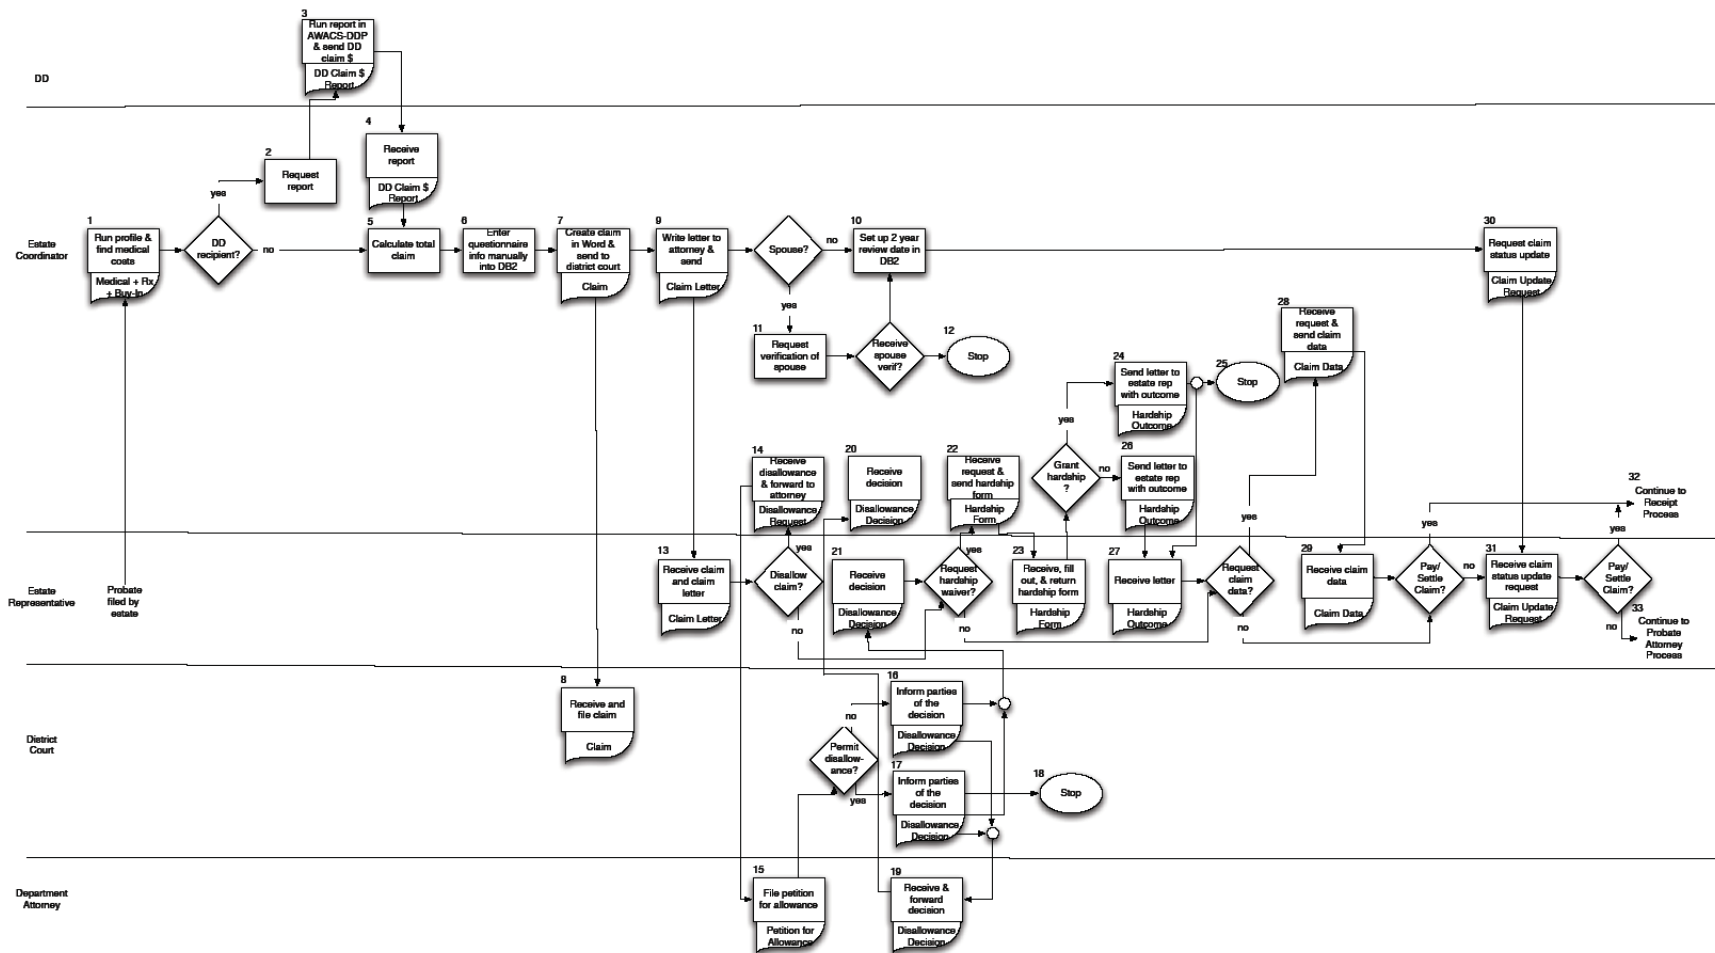 3
Run report in
AWACS-DDP
& send DD
claim $
DD Claim $
Report
DD
4
Receive
report
DD Claim $
Report
2
Request
report
yes
Estate
Coordinator
1
Run profile &
find medical
costs
Medical + Rx
+ Buy-In
DD
recipient?
no
5
Calculate total
claim
6
Enter
questionnaire
info manually
into DB2
7
Create claim
in Word &
send to
district court
Claim
9
Write letter to
attorney &
send
Claim Letter
Spouse?
no
yes
10
Set up 2 year
review date in
DB2
30
Request claim
status update
Claim Update
Request
11
Request
verification of
spouse
Receive
spouse
verif?
12
Stop
28
Receive
request &
send claim
data
Claim Data
24
Send letter to
estate rep
with outcome
Hardship
Outcome
25
Stop
yes
14
Receive
disallowance
& forward to
attorney
Disallowance
Request
20
Receive
decision
Disallowance
Decision
22
Receive
request &
send hardship
form
Hardship
Form
Grant
hardship
?
no
26
Send letter to
estate rep
with outcome
Hardship
Outcome
32
Continue to
Receipt
Process
Estate
Representative
Probate
filed by
estate
13
Receive claim
and claim
letter
Claim Letter
yes
Disallow
claim?
no
21
Receive
decision
Disallowance
Decision
yes
Request
hardship
waiver?
no
23
Receive, fill
out, & return
hardship form
Hardship
Form
27
Receive letter
Hardship
Outcome
yes
Request
claim
data?
no
29
Receive claim
data
Claim Data
yes
Pay/
Settle
Claim?
no
31
Receive claim
status update
request
Claim Update
Request
yes
Pay/
Settle
Claim?
no
33
Continue to
Probate
Attorney
Process
District
Court
8
Receive and
file claim
Claim
Permit
disallow-
ance?
no
yes
16
Inform parties
of the
decision
Disallowance
Decision
17
Inform parties
of the
decision
Disallowance
Decision
18
Stop
Department
Attorney
15
File petition
for allowance
Petition for
Allowance
19
Receive &
forward
decision
Disallowance
Decision